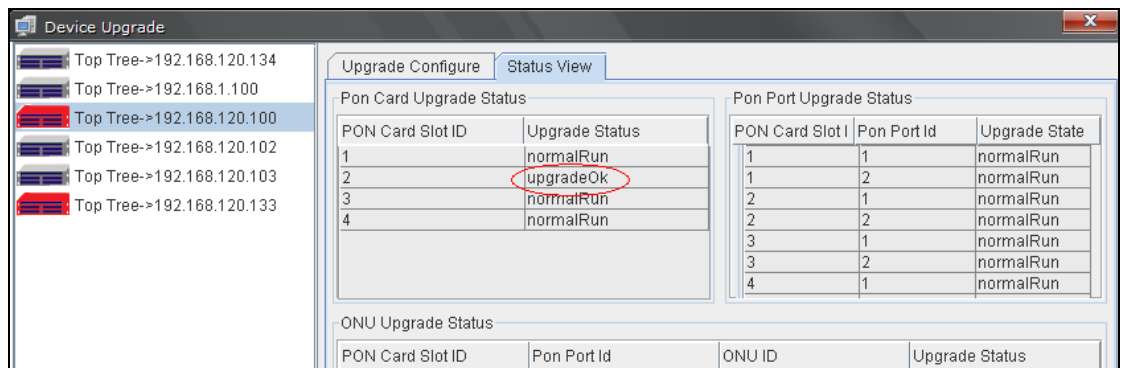 Device Upgrade
x
Top Tree->192.168.120.134
Top Tree->192.168.1.100
Top Tree->192.168.120.100
Top Tree->192.168.120.102
Top Tree->192.168.120.103
Top Tree->192.168.120.133
Upgrade Configure Status View
Pon Card Upgrade Status
PON Card Slot ID Upgrade Status
1 normalRun
2 upgradeOk
3 normalRun
4 normalRun
Pon Port Upgrade Status
PON Card Slot I Pon Port Id Upgrade State
1 1 normalRun
1 2 normalRun
2 1 normalRun
2 2 normalRun
3 1 normalRun
3 2 normalRun
4 1 normalRun
ONU Upgrade Status
PON Card Slot ID Pon Port Id ONU ID Upgrade Status